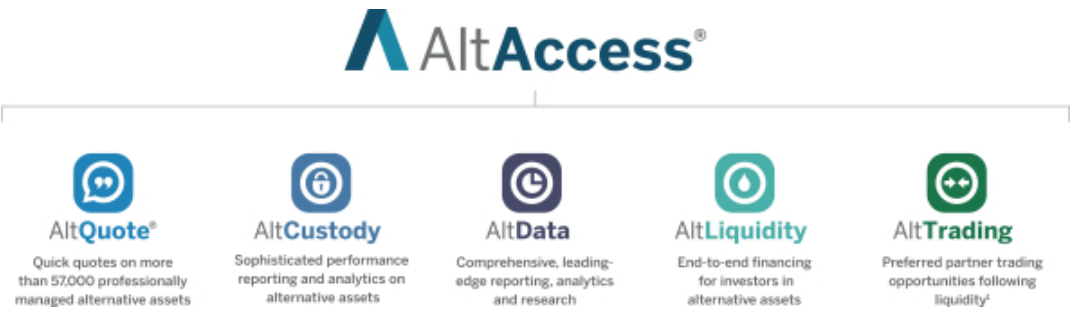 AltAccess®
AltQuote®
Quick quotes on more
than 57,000 professionally
managed alternative assets
AltCustody
Sophisticated performance
reporting and analytics on
alternative assets
AltData
Comprehensive, leading-
edge reporting, analytics
and research
AltLiquidity
End-to-end financing
for investors in
alternative assets
AltTrading
Preferred partner trading
opportunities following
liquidity¹